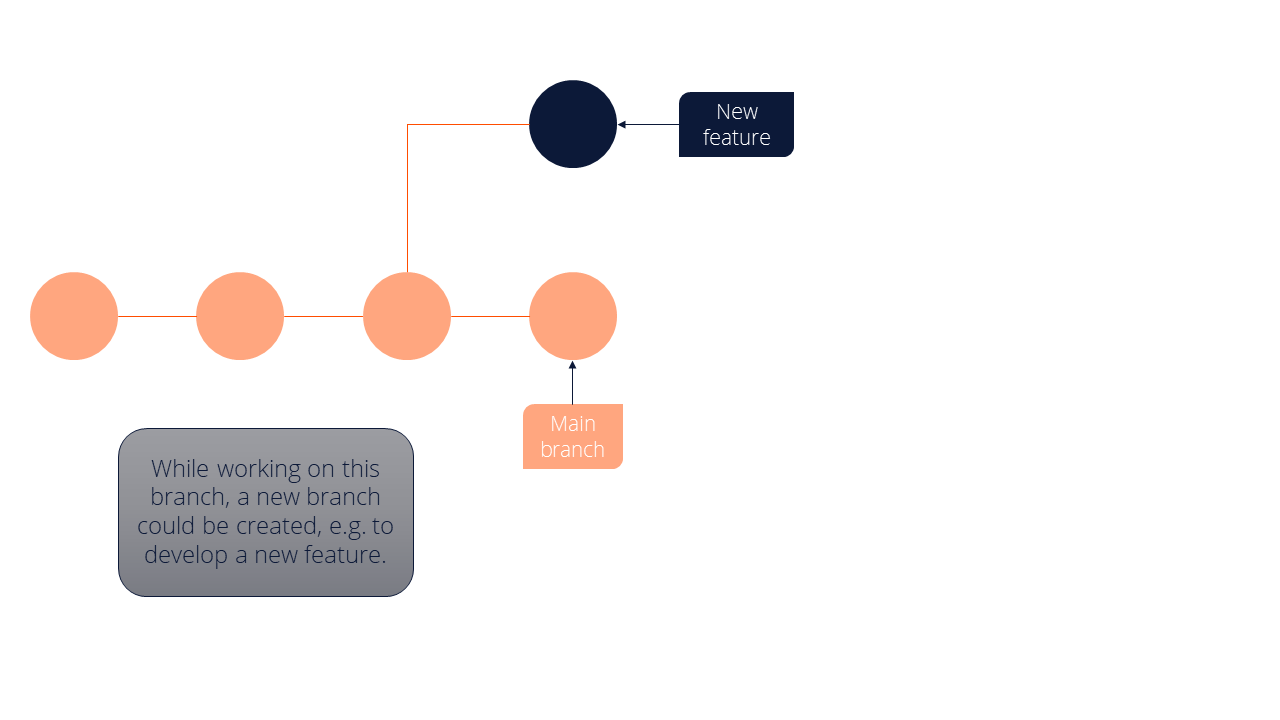 New
feature
Main
branch
While working on this
branch, a new branch
could be created, e.g. to
develop a new feature.